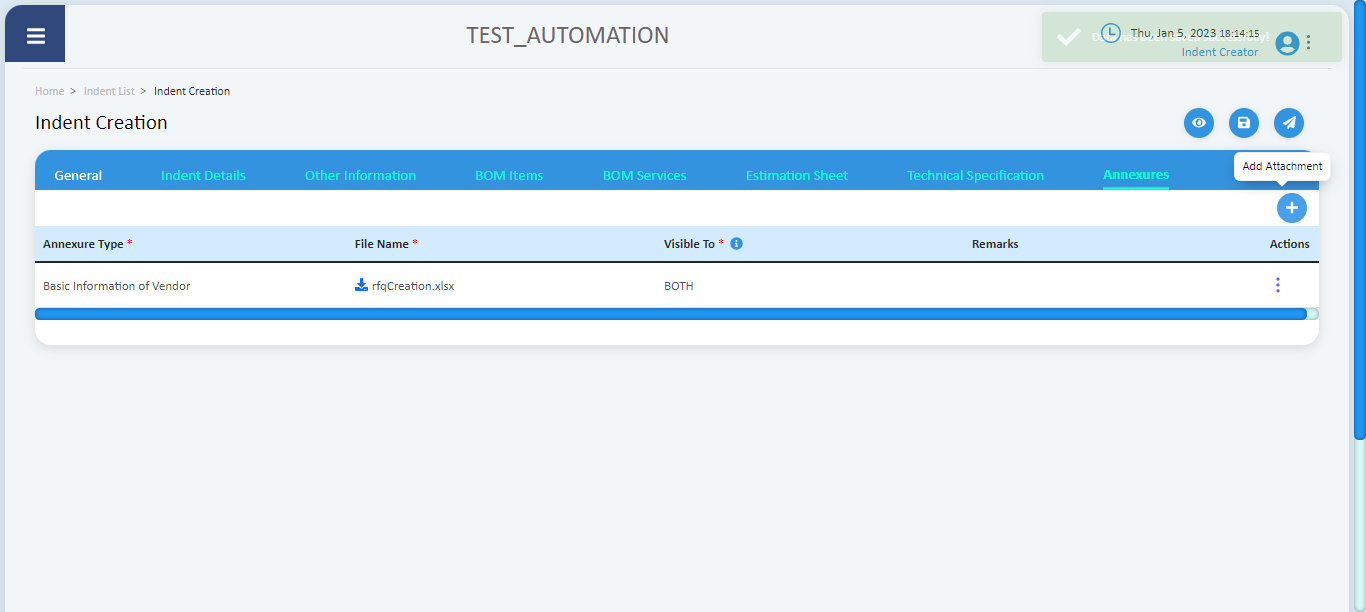 TEST_AUTOMATION
Thu, Jan 5, 2023 18:14:15
Indent Creator
Home > Indent List > Indent Creation
Indent Creation
General Indent Details Other Information BOM Items BOM Services Estimation Sheet Technical Specification Annexures
Add Attachment
Annexure Type * File Name * Visible To * Remarks Actions
Basic Information of Vendor rfqCreation.xlsx BOTH